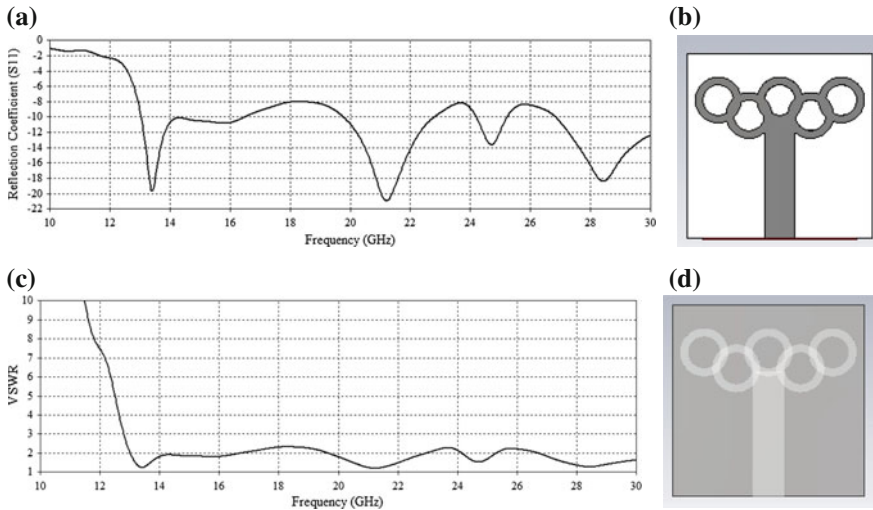 (a)
(b)
Reflection Coefficient (S11)
0
-2
-4
-6
-8
-10
-12
-14
-16
-18
-20
-22
10 12 14 16 18 20 22 24 26 28 30
Frequency (GHz)
(c)
(d)
VSWR
10
9
8
7
6
5
4
3
2
1
10 12 14 16 18 20 22 24 26 28 30
Frequency (GHz)